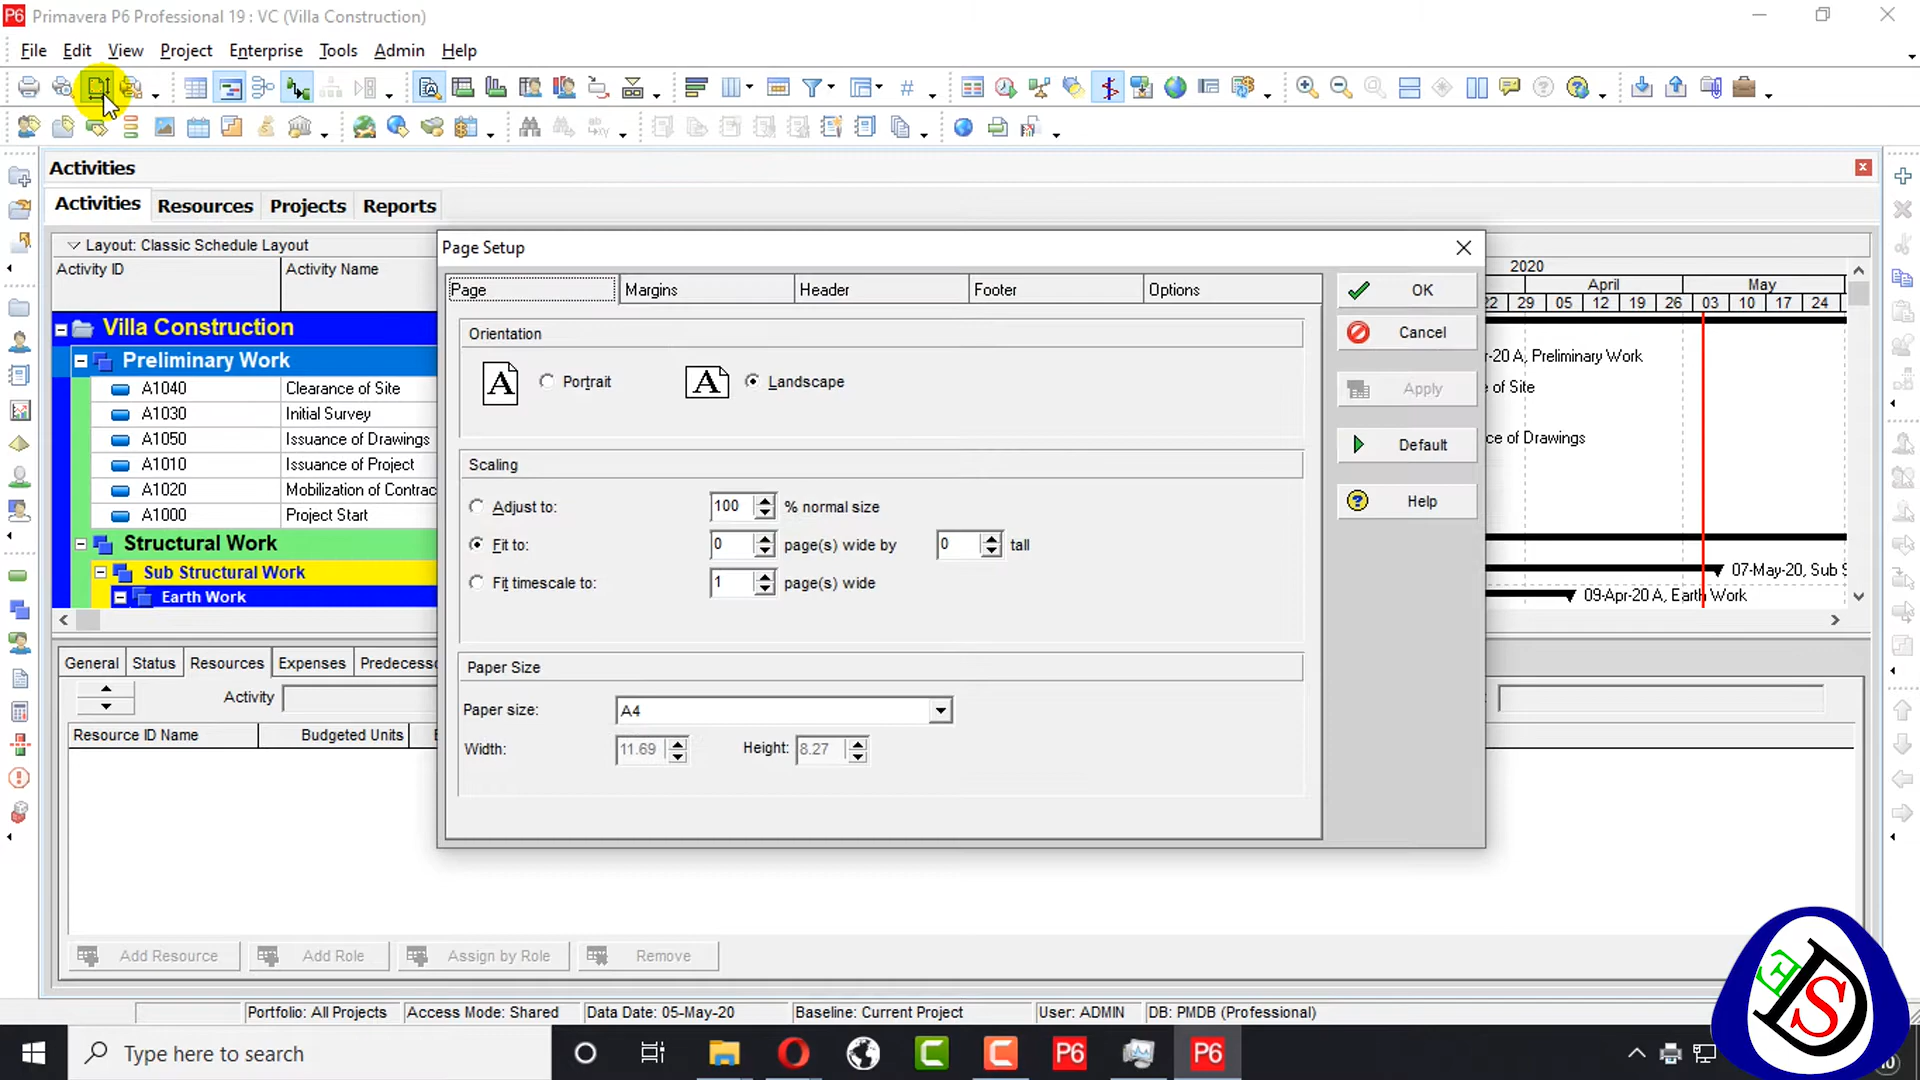 P6 Primavera P6 Professional 19 : VC (Villa Construction)
File Edit View Project Enterprise Tools Admin Help
Activities
Activities Resources Projects Reports
Layout: Classic Schedule Layout
Activity ID Activity Name
2020
April May
22 29 05 12 19 26 03 10 17 24
Villa Construction
Preliminary Work
-20 A, Preliminary Work
A1040 Clearance of Site
e of Site
A1030 Initial Survey
A1050 Issuance of Drawings
ce of Drawings
A1010 Issuance of Project
A1020 Mobilization of Contrac
A1000 Project Start
Structural Work
Sub Structural Work
07-May-20, Sub S
Earth Work
09-Apr-20 A, Earth Work
Page Setup
Page Margins Header Footer Options
Orientation
A Portrait A Landscape
Scaling
Adjust to: 100 % normal size
Fit to: 0 page(s) wide by 0 tall
Fit timescale to: 1 page(s) wide
Paper Size
Paper size: A4
Width: 11.69 Height: 8.27
OK
Cancel
Apply
Default
Help
General Status Resources Expenses Predecesso
Activity
Resource ID Name Budgeted Units
Add Resource Add Role Assign by Role Remove
Portfolio: All Projects Access Mode: Shared Data Date: 05-May-20 Baseline: Current Project User: ADMIN DB: PMDB (Professional)
Type here to search
P6 P6
E S